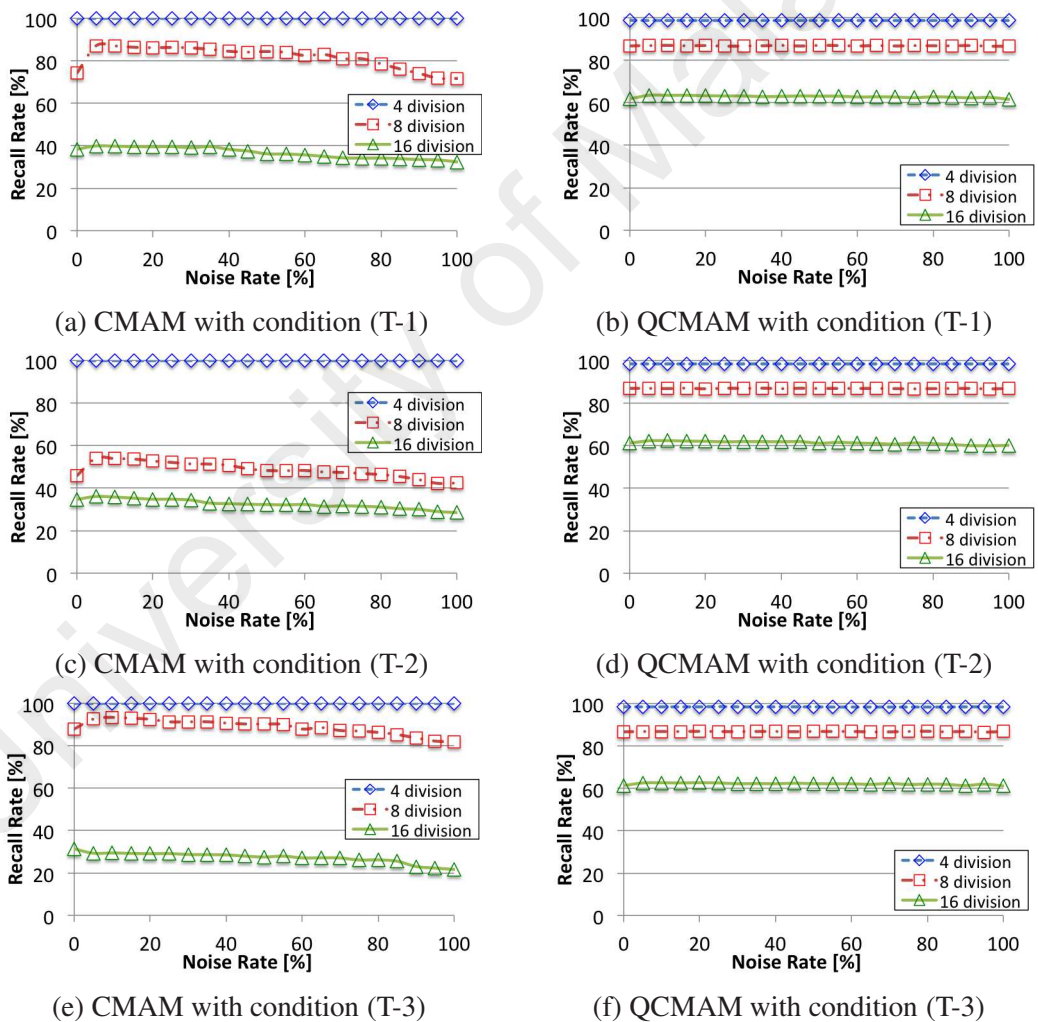 100
80
60
40
20
0
Recall Rate [%]
4 division
8 division
16 division
0 20 40 60 80 100
Noise Rate [%]
(a) CMAM with condition (T-1)
100
80
60
40
20
0
Recall Rate [%]
4 division
8 division
16 division
0 20 40 60 80 100
Noise Rate [%]
(b) QCMAM with condition (T-1)
100
80
60
40
20
0
Recall Rate [%]
4 division
8 division
16 division
0 20 40 60 80 100
Noise Rate [%]
(c) CMAM with condition (T-2)
100
80
60
40
20
0
Recall Rate [%]
4 division
8 division
16 division
0 20 40 60 80 100
Noise Rate [%]
(d) QCMAM with condition (T-2)
100
80
60
40
20
0
Recall Rate [%]
4 division
8 division
16 division
0 20 40 60 80 100
Noise Rate [%]
(e) CMAM with condition (T-3)
100
80
60
40
20
0
Recall Rate [%]
4 division
8 division
16 division
0 20 40 60 80 100
Noise Rate [%]
(f) QCMAM with condition (T-3)
University of Mala